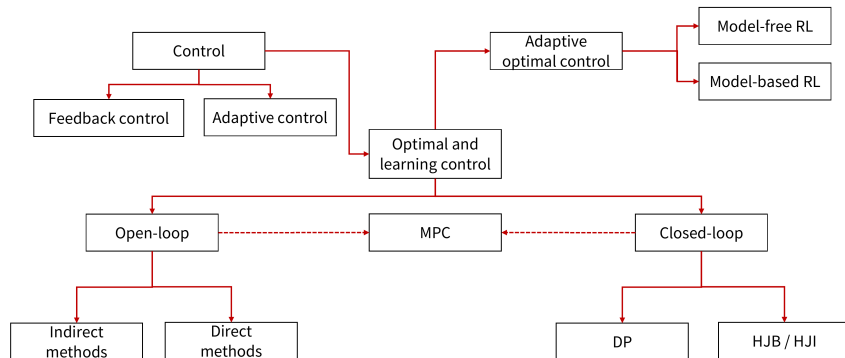 Control
Adaptive
optimal control
Model-free RL
Model-based RL
Feedback control
Adaptive control
Optimal and
learning control
Open-loop
MPC
Closed-loop
Indirect
methods
Direct
methods
DP
HJB / HJI